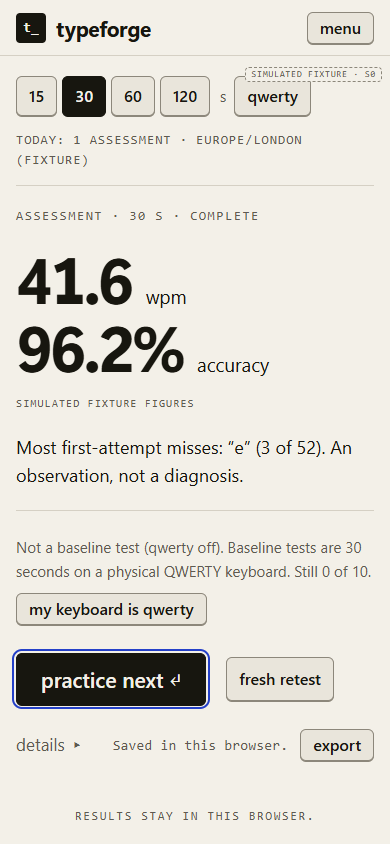 t_ typeforge menu
SIMULATED FIXTURE · S0
15 30 60 120 s qwerty
TODAY: 1 ASSESSMENT · EUROPE/LONDON
(FIXTURE)
ASSESSMENT · 30 S · COMPLETE
41.6 wpm
96.2% accuracy
SIMULATED FIXTURE FIGURES
Most first-attempt misses: “e” (3 of 52). An
observation, not a diagnosis.
Not a baseline test (qwerty off). Baseline tests are 30
seconds on a physical QWERTY keyboard. Still 0 of 10.
my keyboard is qwerty
practice next ↵ fresh retest
details ▸ Saved in this browser. export
RESULTS STAY IN THIS BROWSER.